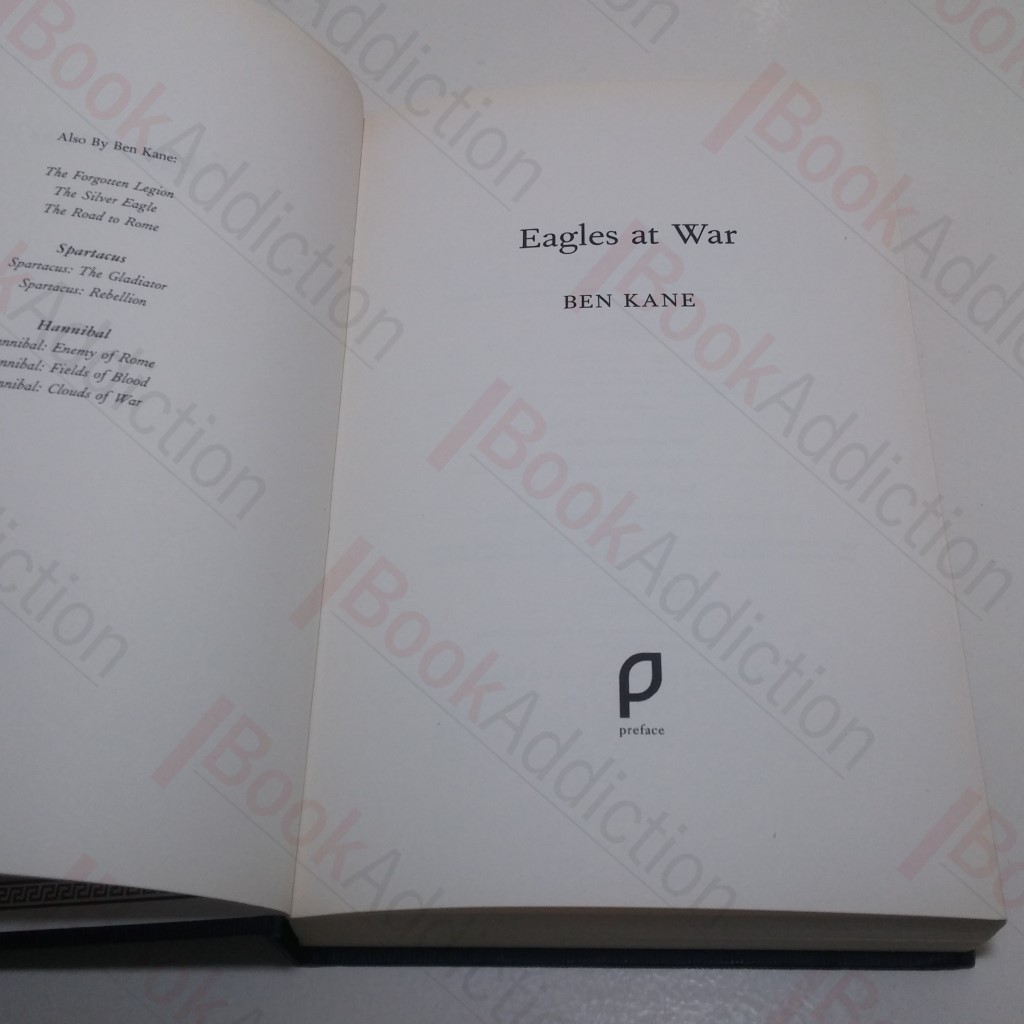 Also By Ben Kane:
The Forgotten Legion
The Silver Eagle
The Road to Rome
Spartacus
Spartacus: The Gladiator
Spartacus: Rebellion
Hannibal
nnibal: Enemy of Rome
nnibal: Fields of Blood
nnibal: Clouds of War
Eagles at War
BEN KANE
preface
BookAddiction